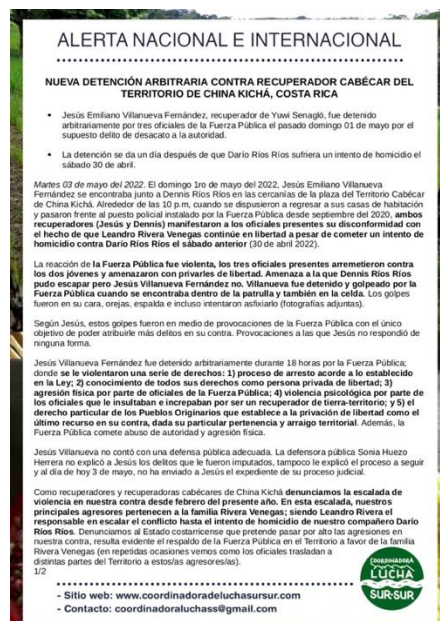 ALERTA NACIONAL E INTERNACIONAL
NUEVA DETENCIÓN ARBITRARIA CONTRA RECUPERADOR CABÉCAR DEL
TERRITORIO DE CHINA KICHÁ, COSTA RICA
• Jesús Emiliano Villanueva Fernández, recuperador de Yuwi Senagló, fue detenido
arbitrariamente por tres oficiales de la Fuerza Pública el pasado domingo 01 de mayo por el
supuesto delito de desacato a la autoridad.
• La detención se da un día después de que Darío Ríos Ríos sufriera un intento de homicidio el
sábado 30 de abril.
Martes 03 de mayo del 2022. El domingo 1ro de mayo del 2022, Jesús Emiliano Villanueva
Fernández se encontraba junto a Dennis Ríos Ríos en las cercanías de la plaza del Territorio Cabécar
de China Kichá. Alrededor de las 10 p.m, cuando se dispusieron a regresar a sus casas de habitación
y pasaron frente al puesto policial instalado por la Fuerza Pública desde septiembre del 2020, ambos
recuperadores (Jesús y Dennis) manifestaron a los oficiales presentes su disconformidad con
el hecho de que Leandro Rivera Venegas continúe en libertad a pesar de cometer un intento de
homicidio contra Darío Ríos Ríos el sábado anterior (30 de abril 2022).
La reacción de la Fuerza Pública fue violenta, los tres oficiales presentes arremetieron contra
los dos jóvenes y amenazaron con privarles de libertad. Amenaza a la que Dennis Ríos Ríos
pudo escapar pero Jesús Villanueva Fernández no. Villanueva fue detenido y golpeado por la
Fuerza Pública cuando se encontraba dentro de la patrulla y también en la celda. Los golpes
fueron en su cara, orejas, espalda e incluso intentaron asfixiarlo (fotografías adjuntas).
Según Jesús, estos golpes fueron en medio de provocaciones de la Fuerza Pública con el único
objetivo de poder atribuirle más delitos en su contra. Provocaciones a las que Jesús no respondió de
ninguna forma.
Jesús Villanueva Fernández fue detenido arbitrariamente durante 18 horas por la Fuerza Pública;
donde se le violentaron una serie de derechos: 1) proceso de arresto acorde a lo establecido
en la Ley; 2) conocimiento de todos sus derechos como persona privada de libertad; 3)
agresión física por parte de oficiales de la Fuerza Pública; 4) violencia psicológica por parte de
los oficiales que le insultaban e increpaban por ser un recuperador de tierra-territorio; y 5) el
derecho particular de los Pueblos Originarios que establece a la privación de libertad como el
último recurso en su contra, dada su particular pertenencia y arraigo territorial. Además, la
Fuerza Pública comete abuso de autoridad y agresión física.
Jesús Villanueva no contó con una defensa pública adecuada. La defensora pública Sonia Huezo
Herrera no explicó a Jesús los delitos que le fueron imputados, tampoco le explicó el proceso a seguir
y al día de hoy 3 de mayo, no ha enviado a Jesús el expediente de su proceso judicial.
Como recuperadores y recuperadoras cabécares de China Kichá denunciamos la escalada de
violencia en nuestra contra desde febrero del presente año. En esta escalada, nuestros
principales agresores pertenecen a la familia Rivera Venegas; siendo Leandro Rivera el
responsable en escalar el conflicto hasta el intento de homicidio de nuestro compañero Darío
Ríos Ríos. Denunciamos al Estado costarricense que pretende pasar por alto las agresiones en
nuestra contra, resulta evidente el respaldo de la Fuerza Pública en el Territorio a favor de la familia
Rivera Venegas (en repetidas ocasiones vemos como los oficiales trasladan a
distintas partes del Territorio a estos/as agresores/as).
1/2
- Sitio web: www.coordinadoradeluchasursur.com
- Contacto: coordinadoraluchass@gmail.com
COORDINADORA
LUCHA
SUR-SUR